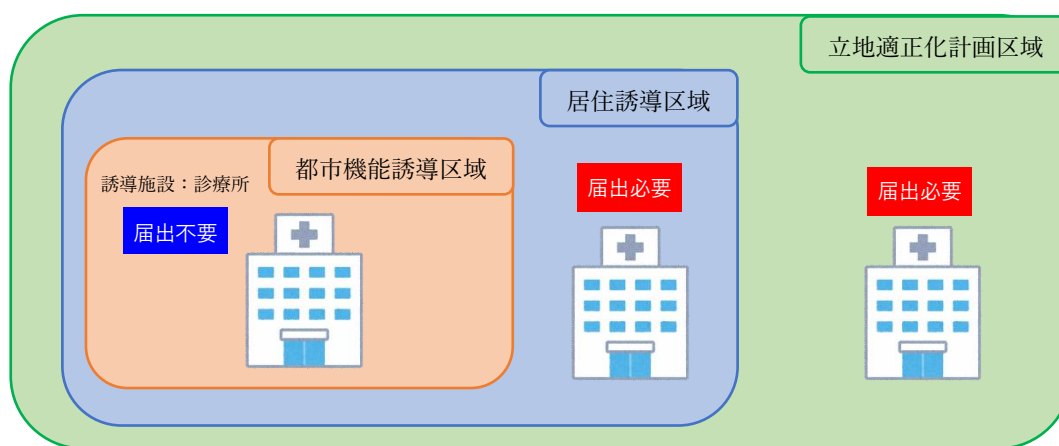 立地適正化計画区域
居住誘導区域
都市機能誘導区域
誘導施設：診療所
届出不要
届出必要
届出必要